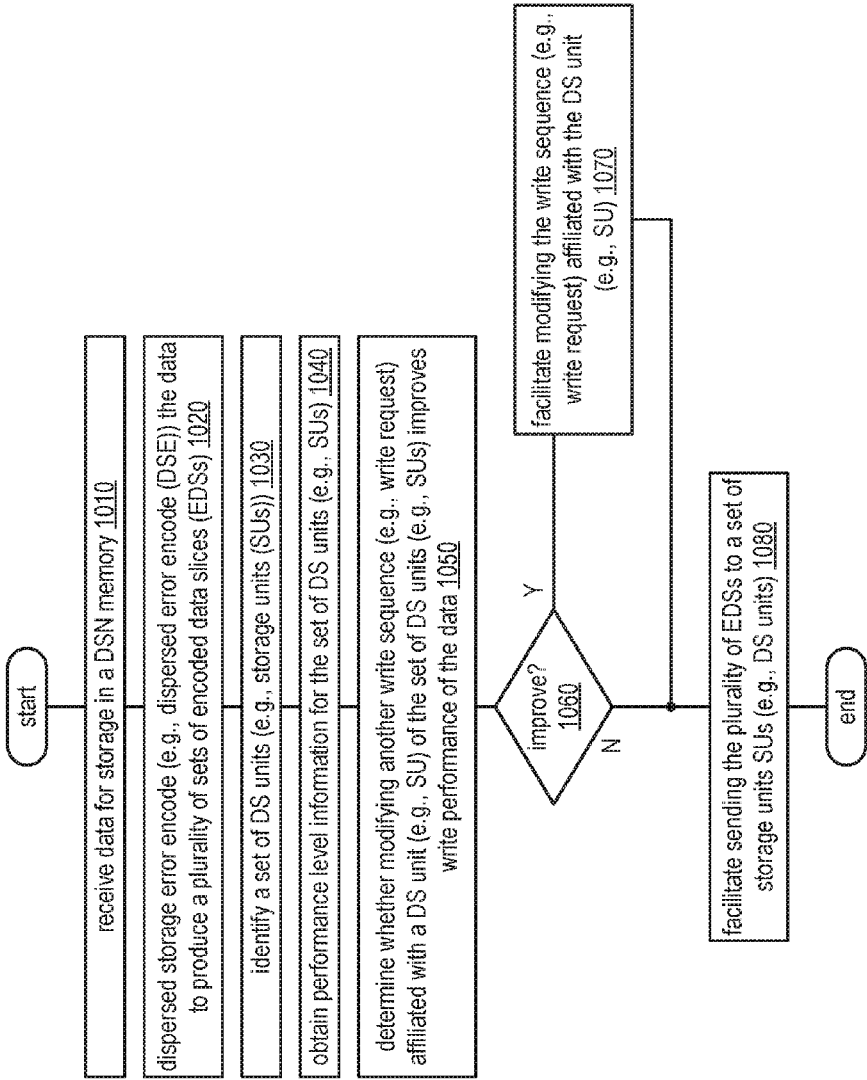 start
receive data for storage in a DSN memory 1010
dispersed storage error encode (e.g., dispersed error encode (DSE)) the data
to produce a plurality of sets of encoded data slices (EDSs) 1020
identify a set of DS units (e.g., storage units (SUs)) 1030
obtain performance level information for the set of DS units (e.g., SUs) 1040
determine whether modifying another write sequence (e.g., write request)
affiliated with a DS unit (e.g., SU) of the set of DS units (e.g., SUs) improves
write performance of the data 1050
improve?
1060
Y
N
facilitate modifying the write sequence (e.g.,
write request) affiliated with the DS unit
(e.g., SU) 1070
facilitate sending the plurality of EDSs to a set of
storage units SUs (e.g., DS units) 1080
end